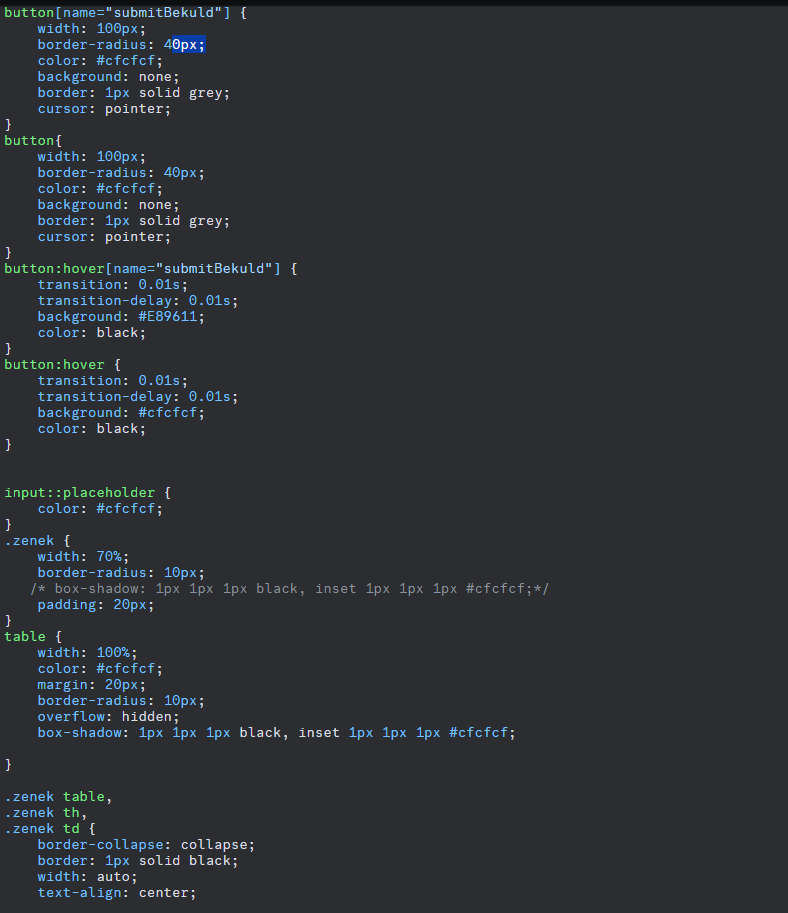 button[name="submitBekuld"] {
    width: 100px;
    border-radius: 40px;
    color: #cfcfcf;
    background: none;
    border: 1px solid grey;
    cursor: pointer;
}
button{
    width: 100px;
    border-radius: 40px;
    color: #cfcfcf;
    background: none;
    border: 1px solid grey;
    cursor: pointer;
}
button:hover[name="submitBekuld"] {
    transition: 0.01s;
    transition-delay: 0.01s;
    background: #E89611;
    color: black;
}
button:hover {
    transition: 0.01s;
    transition-delay: 0.01s;
    background: #cfcfcf;
    color: black;
}
input::placeholder {
    color: #cfcfcf;
}
.zenek {
    width: 70%;
    border-radius: 10px;
   /* box-shadow: 1px 1px 1px black, inset 1px 1px 1px #cfcfcf;*/
    padding: 20px;
}
table {
    width: 100%;
    color: #cfcfcf;
    margin: 20px;
    border-radius: 10px;
    overflow: hidden;
    box-shadow: 1px 1px 1px black, inset 1px 1px 1px #cfcfcf;
}
.zenek table,
.zenek th,
.zenek td {
    border-collapse: collapse;
    border: 1px solid black;
    width: auto;
    text-align: center;